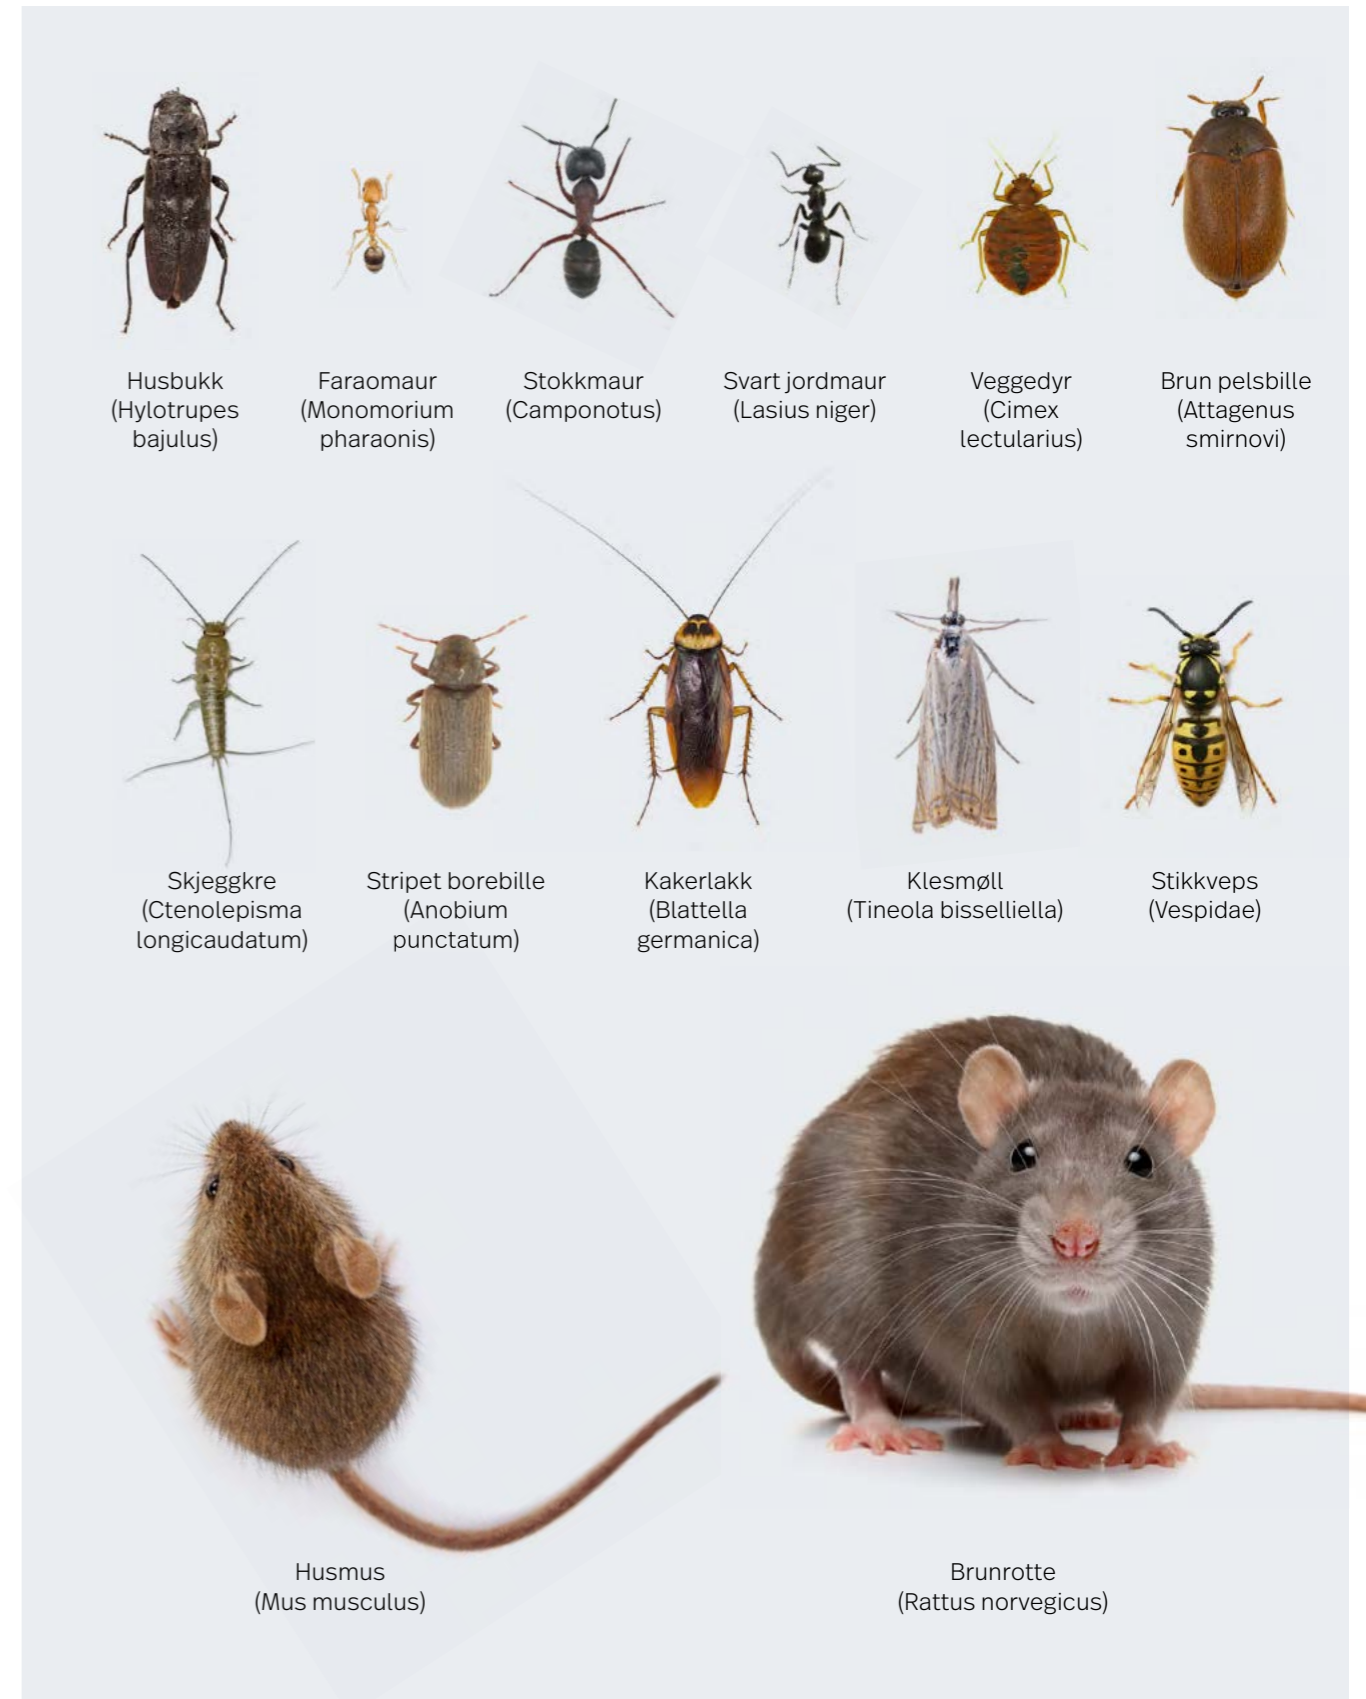 Husbukk
(Hylotrupes
bajulus)
Faraomaur
(Monomorium
pharaonis)
Stokkmaur
(Camponotus)
Svart jordmaur
(Lasius niger)
Veggedyr
(Cimex
lectularius)
Brun pelsbille
(Attagenus
smirnovi)
Skjeggkre
(Ctenolepisma
longicaudatum)
Stripet borebille
(Anobium
punctatum)
Kakerlakk
(Blattella
germanica)
Klesmøll
(Tineola bisselliella)
Stikkveps
(Vespidae)
Husmus
(Mus musculus)
Brunrotte
(Rattus norvegicus)